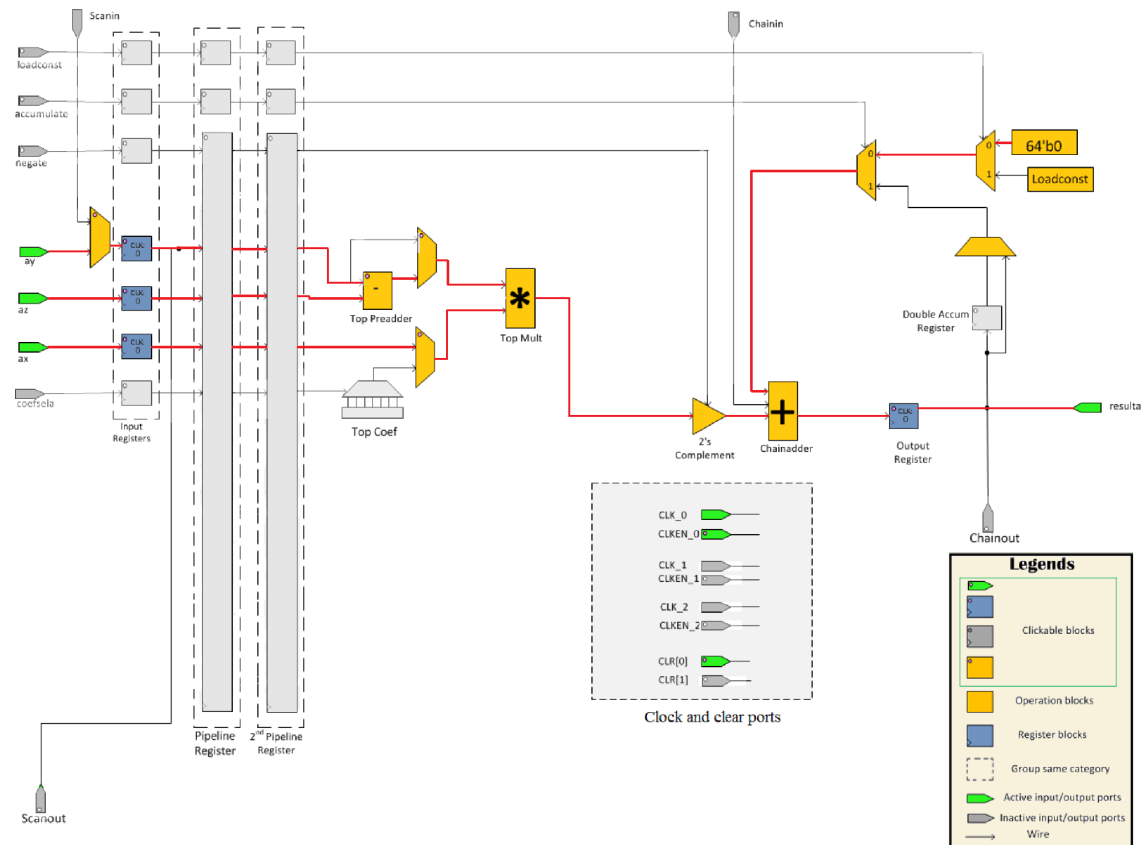 Scanin
Chainin
loadconst
accumulate
negate
ay
az
ax
coefsela
CLK:
0
CLK:
0
CLK:
0
Input
Registers
Pipeline
Register
2nd Pipeline
Register
Scanout
-
Top Preadder
*
Top Mult
Top Coef
2's
Complement
+
Chainadder
0
1
0
1
64'b0
Loadconst
Double Accum
Register
CLK:
0
Output
Register
resulta
Chainout
CLK_0
CLKEN_0
CLK_1
CLKEN_1
CLK_2
CLKEN_2
CLR[0]
CLR[1]
Clock and clear ports
Legends
Clickable blocks
Operation blocks
Register blocks
Group same category
Active input/output ports
Inactive input/output ports
Wire